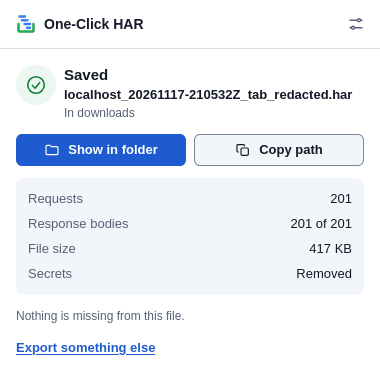 One-Click HAR
Saved
localhost_20261117-210532Z_tab_redacted.har
In downloads
Show in folder
Copy path
Requests 201
Response bodies 201 of 201
File size 417 KB
Secrets Removed
Nothing is missing from this file.
Export something else